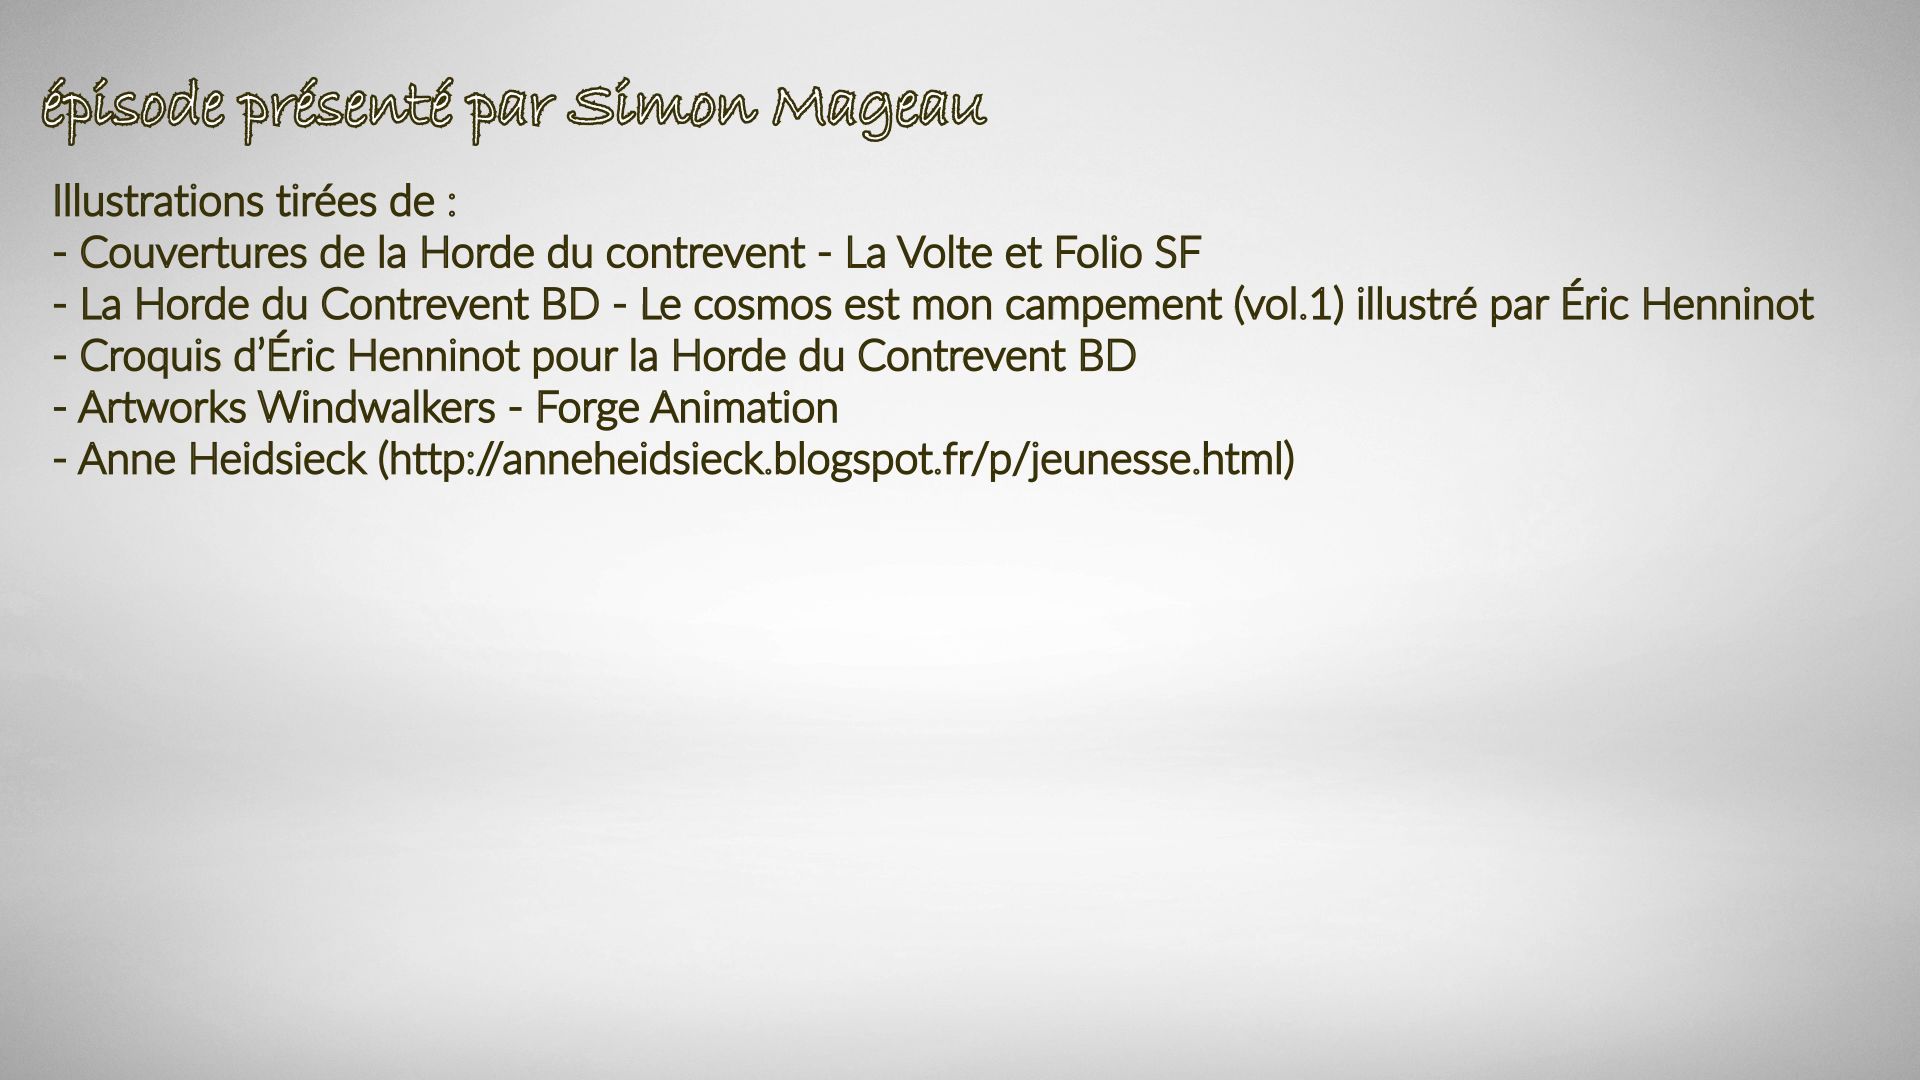 épisode présenté par Simon Mageau
Illustrations tirées de :
- Couvertures de la Horde du contrevent - La Volte et Folio SF
- La Horde du Contrevent BD - Le cosmos est mon campement (vol.1) illustré par Éric Henninot
- Croquis d’Éric Henninot pour la Horde du Contrevent BD
- Artworks Windwalkers - Forge Animation
- Anne Heidsieck (http://anneheidsieck.blogspot.fr/p/jeunesse.html)